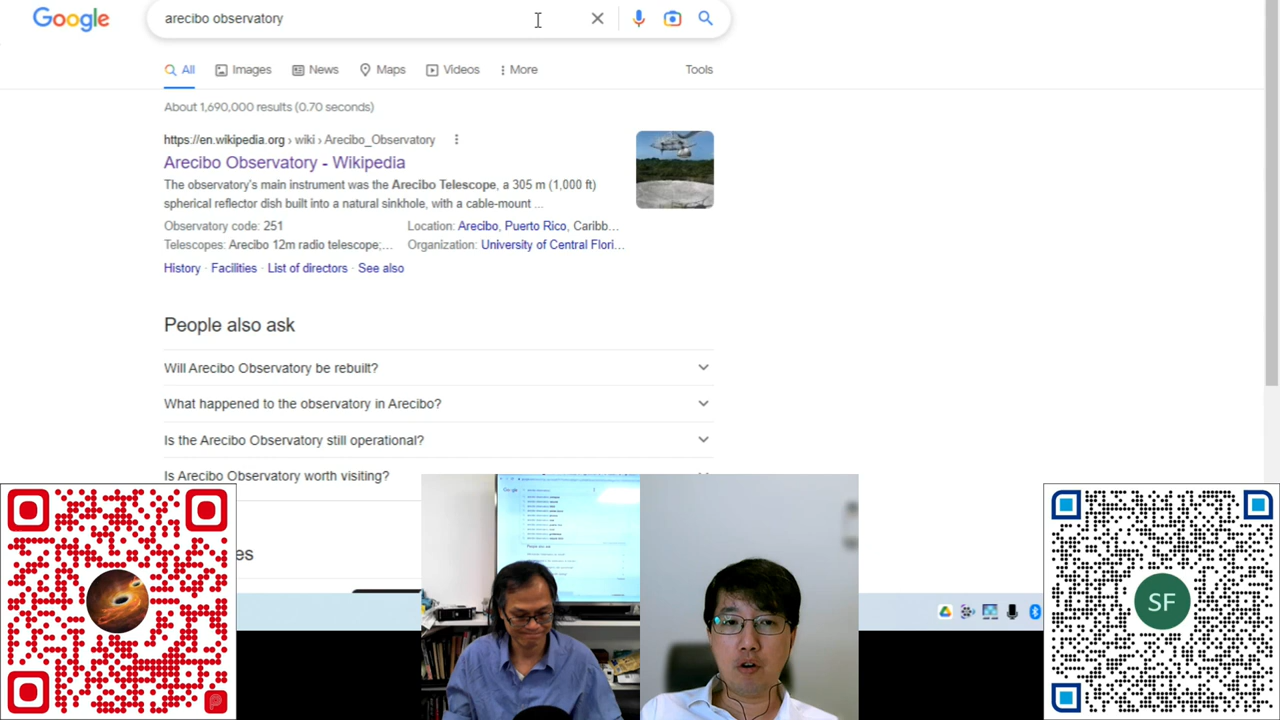 Google
arecibo observatory
All
Images
News
Maps
Videos
More
Tools
About 1,690,000 results (0.70 seconds)
https://en.wikipedia.org › wiki › Arecibo_Observatory
Arecibo Observatory - Wikipedia
The observatory's main instrument was the Arecibo Telescope, a 305 m (1,000 ft)
spherical reflector dish built into a natural sinkhole, with a cable-mount ...
Observatory code: 251
Location: Arecibo, Puerto Rico, Caribb...
Telescopes: Arecibo 12m radio telescope;...
Organization: University of Central Flori...
History · Facilities · List of directors · See also
People also ask
Will Arecibo Observatory be rebuilt?
What happened to the observatory in Arecibo?
Is the Arecibo Observatory still operational?
Is Arecibo Observatory worth visiting?
es
SF